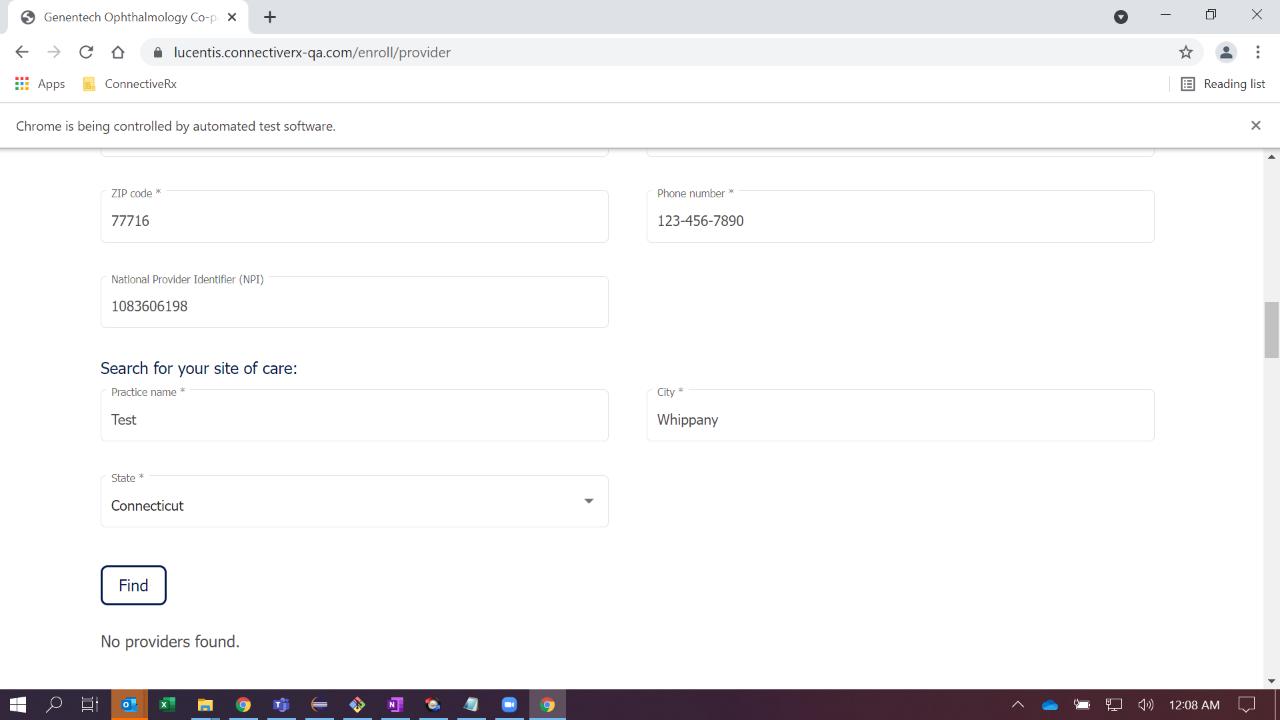 Genentech Ophthalmology Co-p
lucentis.connectiverx-qa.com/enroll/provider
Apps
ConnectiveRx
Reading list
Chrome is being controlled by automated test software.
ZIP code *
Phone number *
77716
123-456-7890
National Provider Identifier (NPI)
1083606198
Search for your site of care:
Practice name *
City *
Test
Whippany
State *
Connecticut
Find
No providers found.
12:08 AM